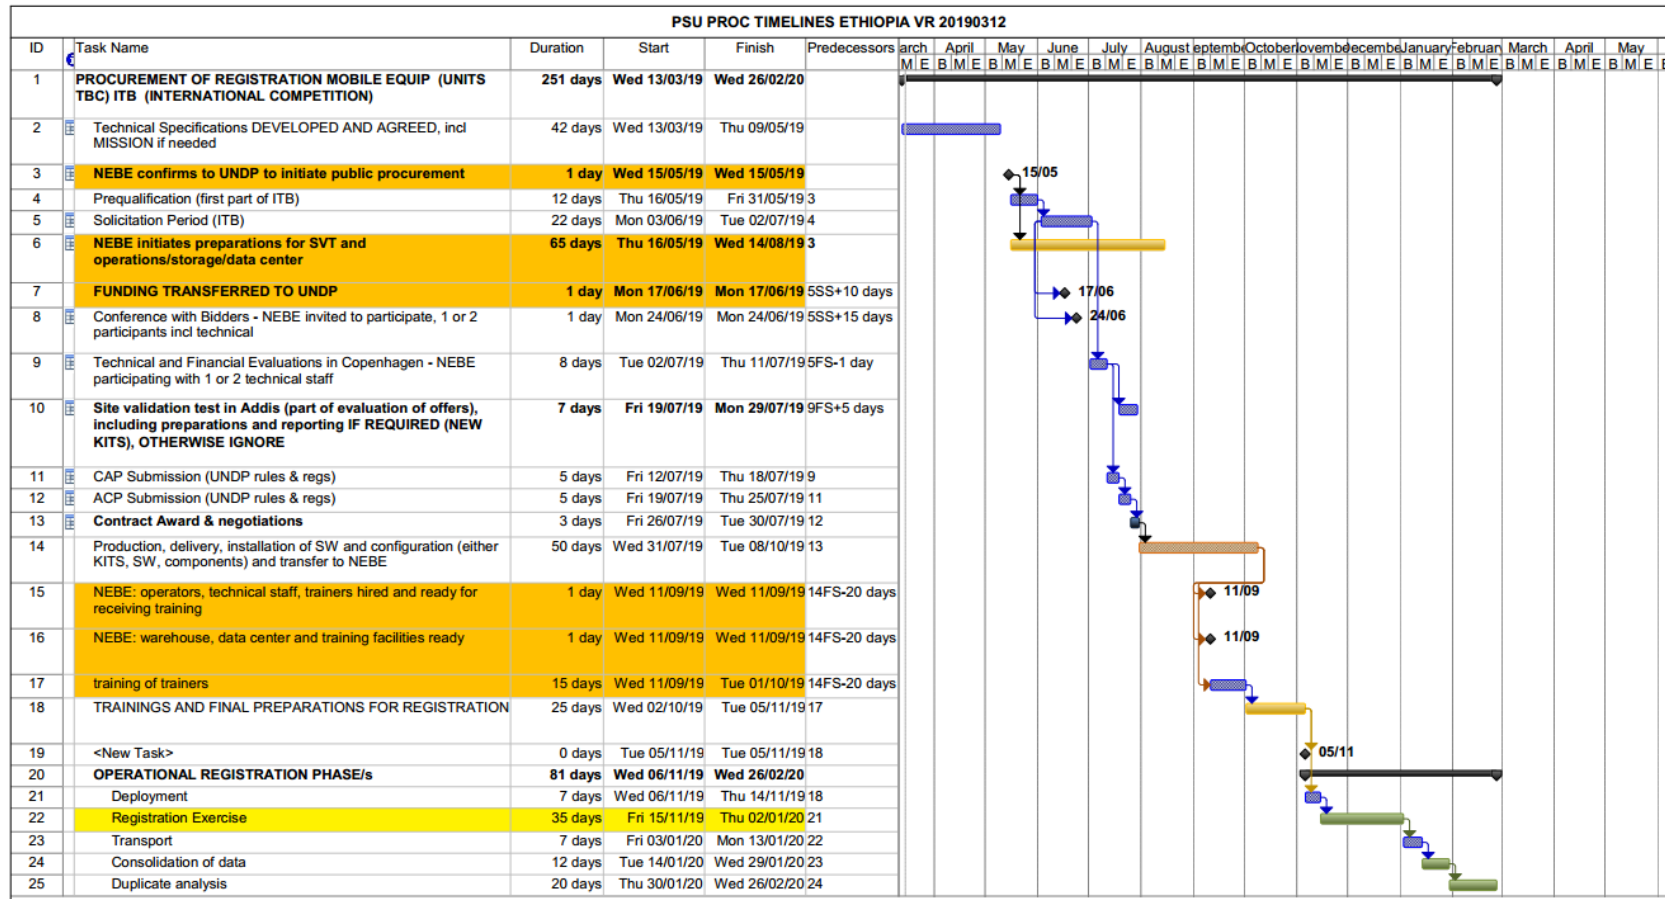 PSU PROC TIMELINES ETHIOPIA VR 20190312
ID Task Name Duration Start Finish Predecessors arch April May June July August eptembe October lovembe ecembe January February March April May
M E B M E B M E B M E B M E B M E B M E B M E B M E B M E B M E B M E B M E B M E B M E
1 PROCUREMENT OF REGISTRATION MOBILE EQUIP (UNITS 251 days Wed 13/03/19 Wed 26/02/20
TBC) ITB (INTERNATIONAL COMPETITION)
2 Technical Specifications DEVELOPED AND AGREED, incl 42 days Wed 13/03/19 Thu 09/05/19
MISSION if needed
3 NEBE confirms to UNDP to initiate public procurement 1 day Wed 15/05/19 Wed 15/05/19 15/05
4 Prequalification (first part of ITB) 12 days Thu 16/05/19 Fri 31/05/19 3
5 Solicitation Period (ITB) 22 days Mon 03/06/19 Tue 02/07/19 4
6 NEBE initiates preparations for SVT and 65 days Thu 16/05/19 Wed 14/08/19 3
operations/storage/data center
7 FUNDING TRANSFERRED TO UNDP 1 day Mon 17/06/19 Mon 17/06/19 5SS+10 days 17/06
8 Conference with Bidders - NEBE invited to participate, 1 or 2 1 day Mon 24/06/19 Mon 24/06/19 5SS+15 days 24/06
participants incl technical
9 Technical and Financial Evaluations in Copenhagen - NEBE 8 days Tue 02/07/19 Thu 11/07/19 5FS-1 day
participating with 1 or 2 technical staff
10 Site validation test in Addis (part of evaluation of offers), 7 days Fri 19/07/19 Mon 29/07/19 9FS+5 days
including preparations and reporting IF REQUIRED (NEW
KITS), OTHERWISE IGNORE
11 CAP Submission (UNDP rules & regs) 5 days Fri 12/07/19 Thu 18/07/19 9
12 ACP Submission (UNDP rules & regs) 5 days Fri 19/07/19 Thu 25/07/19 11
13 Contract Award & negotiations 3 days Fri 26/07/19 Tue 30/07/19 12
14 Production, delivery, installation of SW and configuration (either 50 days Wed 31/07/19 Tue 08/10/19 13
KITS, SW, components) and transfer to NEBE
15 NEBE: operators, technical staff, trainers hired and ready for 1 day Wed 11/09/19 Wed 11/09/19 14FS-20 days 11/09
receiving training
16 NEBE: warehouse, data center and training facilities ready 1 day Wed 11/09/19 Wed 11/09/19 14FS-20 days 11/09
17 training of trainers 15 days Wed 11/09/19 Tue 01/10/19 14FS-20 days
18 TRAININGS AND FINAL PREPARATIONS FOR REGISTRATION 25 days Wed 02/10/19 Tue 05/11/19 17
19 <New Task> 0 days Tue 05/11/19 Tue 05/11/19 18 05/11
20 OPERATIONAL REGISTRATION PHASE/s 81 days Wed 06/11/19 Wed 26/02/20
21 Deployment 7 days Wed 06/11/19 Thu 14/11/19 18
22 Registration Exercise 35 days Fri 15/11/19 Thu 02/01/20 21
23 Transport 7 days Fri 03/01/20 Mon 13/01/20 22
24 Consolidation of data 12 days Tue 14/01/20 Wed 29/01/20 23
25 Duplicate analysis 20 days Thu 30/01/20 Wed 26/02/20 24